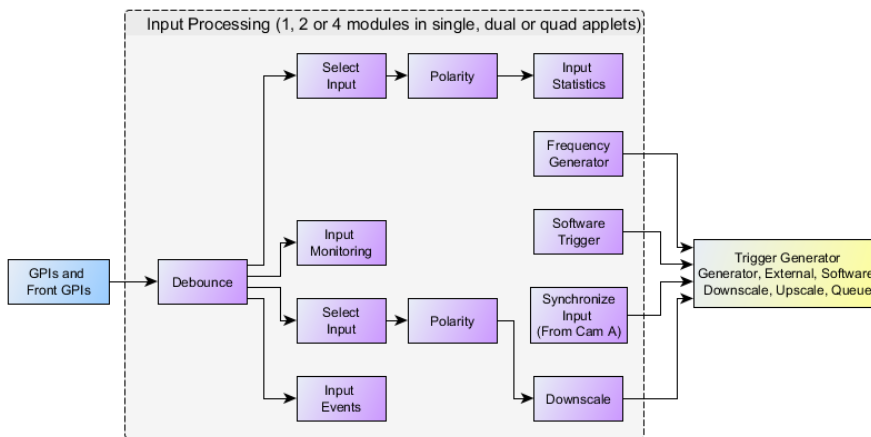 Input Processing (1, 2 or 4 modules in single, dual or quad applets)
Select
Input
Polarity
Input
Statistics
Frequency
Generator
Input
Monitoring
Software
Trigger
GPIs and
Front GPIs
Debounce
Trigger Generator
Generator, External, Software,
Downscale, Upscale, Queue
Select
Input
Polarity
Synchronize
Input
(From Cam A)
Input
Events
Downscale